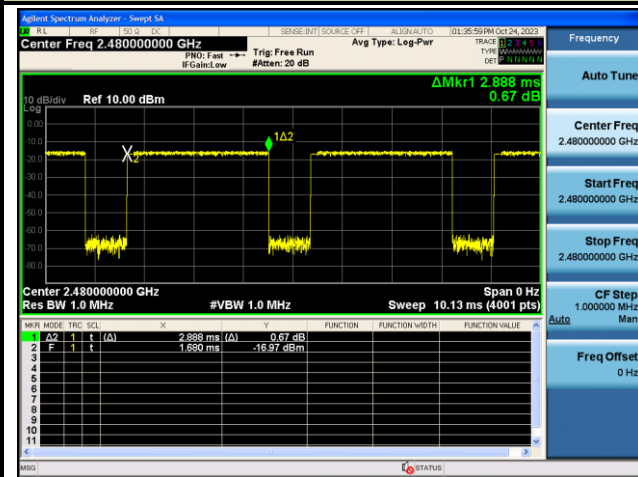 Agilent Spectrum Analyzer - Swept SA
RL RF 50 Ω DC SENSE:INT SOURCE OFF ALIGNAUTO 01:35:59 PM Oct 24, 2023
Center Freq 2.480000000 GHz
PNO: Fast
IFGain:Low
Trig: Free Run
#Atten: 20 dB
Avg Type: Log-Pwr
TRACE 1 2 3 4 5 6
TYPE
DET P N N N N N
ΔMkr1 2.888 ms
0.67 dB
10 dB/div Ref 10.00 dBm
Log
0.00
-10.0
-20.0
-30.0
-40.0
-50.0
-60.0
-70.0
-80.0
1Δ2
X2
Center 2.480000000 GHz Span 0 Hz
Res BW 1.0 MHz #VBW 1.0 MHz Sweep 10.13 ms (4001 pts)
MKR MODE TRC SCL X Y FUNCTION FUNCTION WIDTH FUNCTION VALUE
1 Δ2 1 t (Δ) 2.888 ms (Δ) 0.67 dB
2 F 1 t 1.680 ms -16.97 dBm
3
4
5
6
7
8
9
10
11
MSG STATUS
Frequency
Auto Tune
Center Freq
2.480000000 GHz
Start Freq
2.480000000 GHz
Stop Freq
2.480000000 GHz
CF Step
1.000000 MHz
Auto Man
Freq Offset
0 Hz